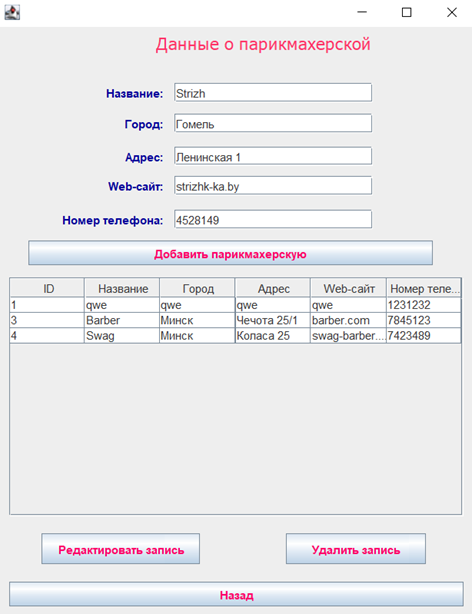 Данные о парикмахерской
Название: Strizh
Город: Гомель
Адрес: Ленинская 1
Web-сайт: strizhk-ka.by
Номер телефона: 4528149
Добавить парикмахерскую
ID Название Город Адрес Web-сайт Номер теле...
1 qwe qwe qwe qwe 1231232
3 Barber Минск Чечота 25/1 barber.com 7845123
4 Swag Минск Коласа 25 swag-barber.... 7423489
Редактировать запись Удалить запись
Назад